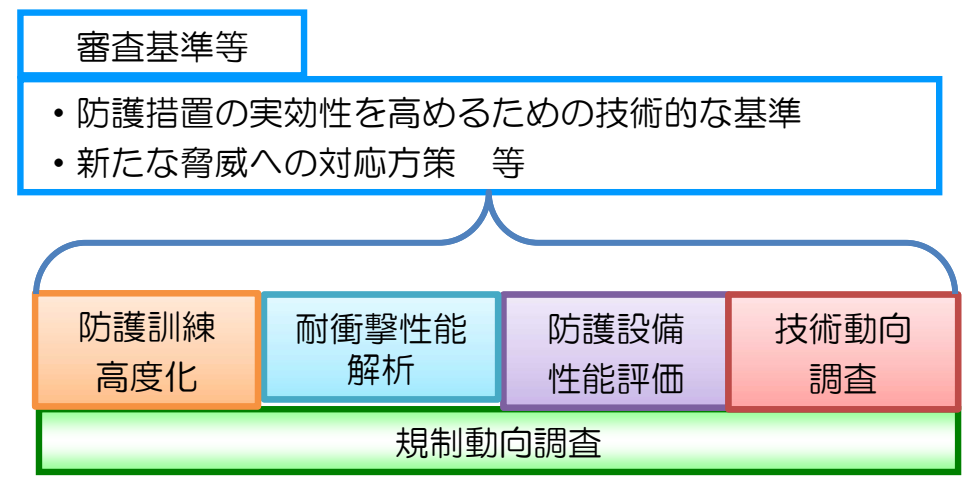 審査基準等
・防護措置の実効性を高めるための技術的な基準
・新たな脅威への対応方策　等
防護訓練
高度化
耐衝撃性能
解析
防護設備
性能評価
技術動向
調査
規制動向調査